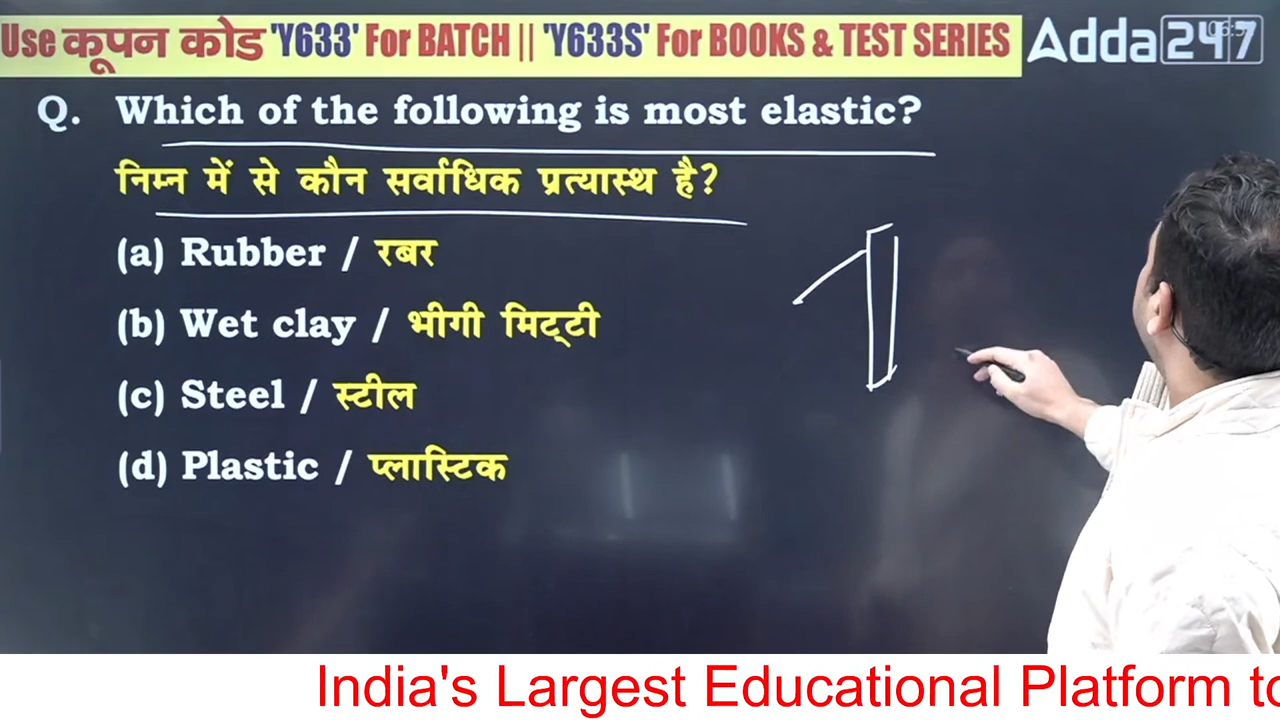 Use कूपन कोड 'Y633' For BATCH || 'Y633S' For BOOKS & TEST SERIES
Adda247
Q. Which of the following is most elastic?
निम्न में से कौन सर्वाधिक प्रत्यास्थ है?
(a) Rubber / रबर
(b) Wet clay / भीगी मिट्टी
(c) Steel / स्टील
(d) Plastic / प्लास्टिक
India's Largest Educational Platform to